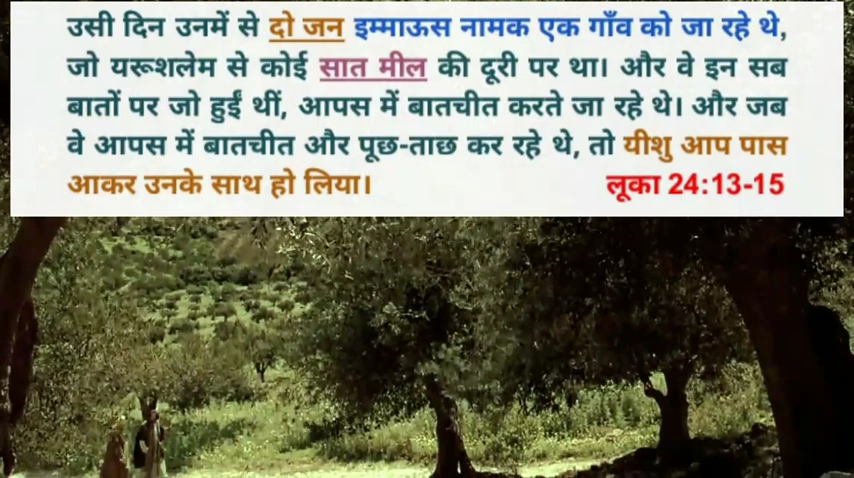 उसी दिन उनमें से दो जन इम्माऊस नामक एक गाँव को जा रहे थे,
जो यरूशलेम से कोई सात मील की दूरी पर था। और वे इन सब
बातों पर जो हुईं थीं, आपस में बातचीत करते जा रहे थे। और जब
वे आपस में बातचीत और पूछ-ताछ कर रहे थे, तो यीशु आप पास
आकर उनके साथ हो लिया। लूका 24:13-15